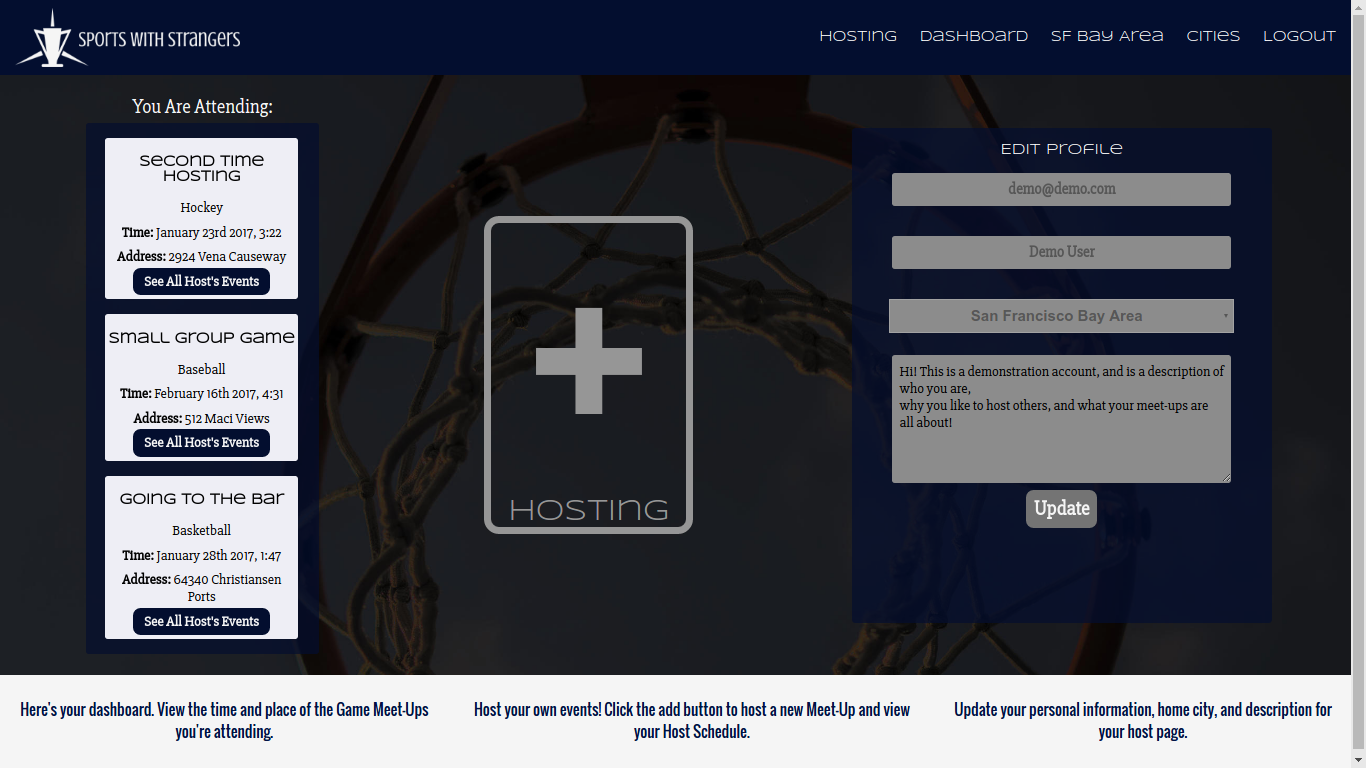 SPORTS WITH STRANGERS
HOSTING DASHBOARD SF BAY AREA CITIES LOGOUT
You Are Attending:
Second Time
Hosting
Hockey
Time: January 23rd 2017, 3:22
Address: 2924 Vena Causeway
See All Host's Events
Small Group Game
Baseball
Time: February 16th 2017, 4:31
Address: 512 Maci Views
See All Host's Events
Going To The Bar
Basketball
Time: January 28th 2017, 1:47
Address: 64340 Christiansen
Ports
See All Host's Events
HOSTING
Edit Profile
demo@demo.com
Demo User
San Francisco Bay Area
Hi! This is a demonstration account, and is a description of
who you are,
why you like to host others, and what your meet-ups are
all about!
Update
Here's your dashboard. View the time and place of the Game Meet-Ups
you're attending.
Host your own events! Click the add button to host a new Meet-Up and view
your Host Schedule.
Update your personal information, home city, and description for
your host page.